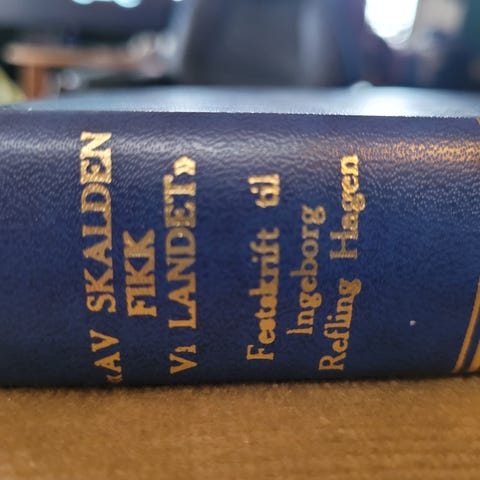 «AV SKALDEN
FIKK
VI LANDET»
Festskrift til
Ingeborg
Refling Hagen